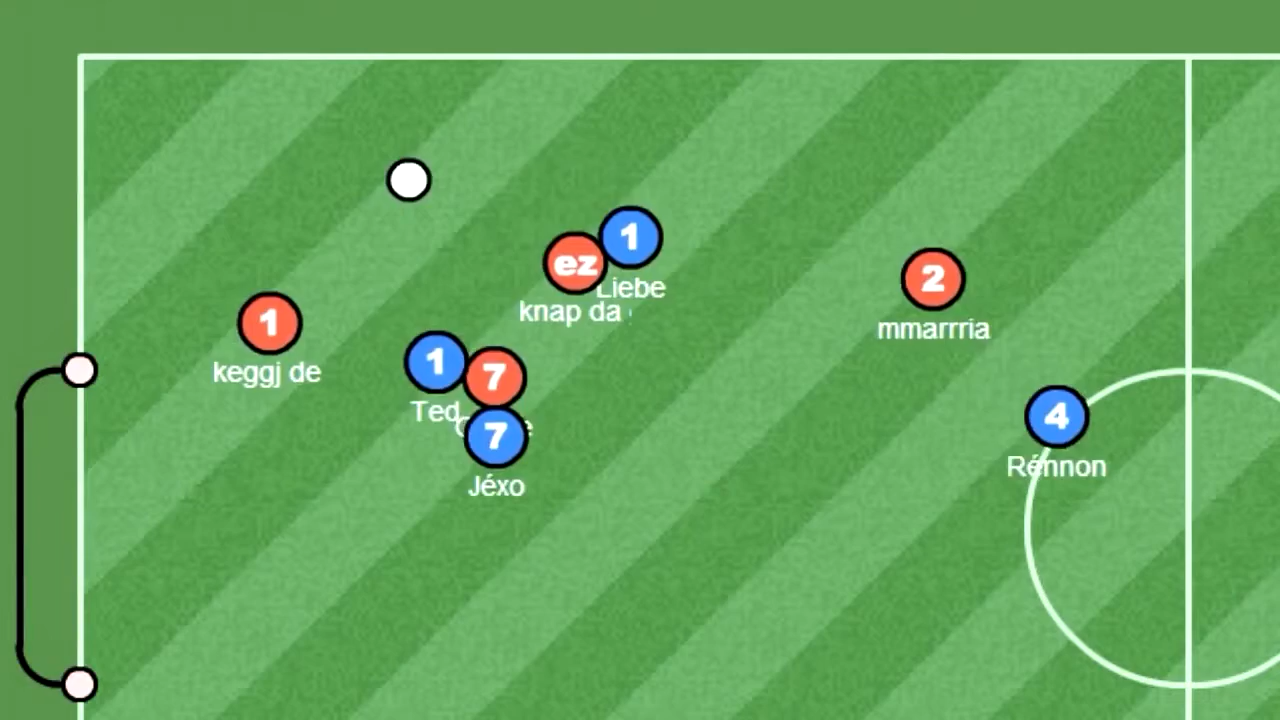 1
Liebe
ez
knap da
2
mmarrria
1
keggj de
1
Ted
7
7
Jéxo
4
Rénnon